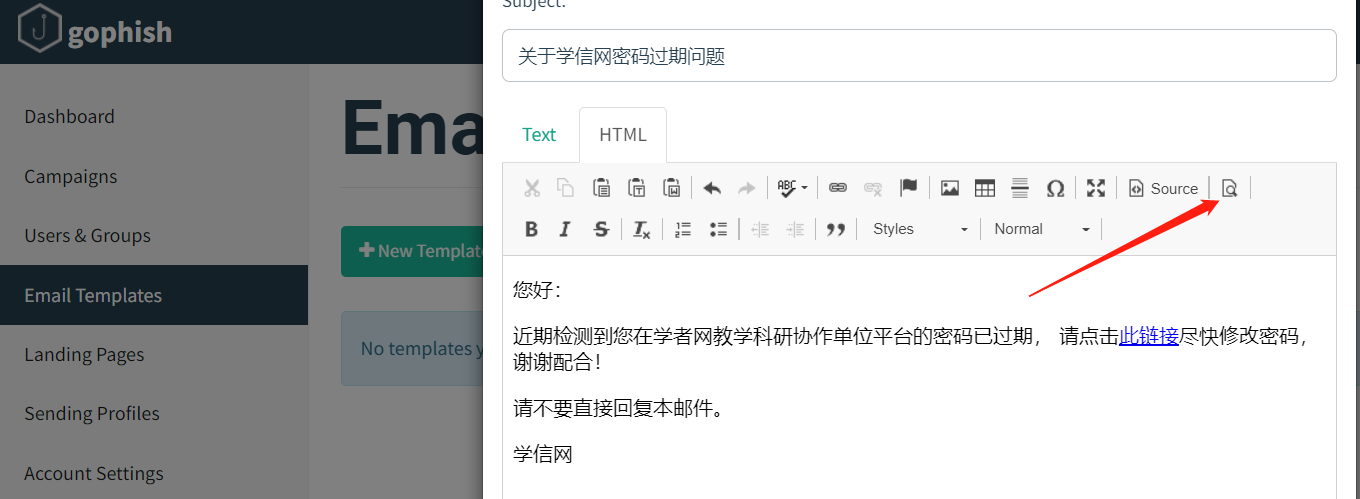 gophish
Subject:
关于学信网密码过期问题
Dashboard
Campaigns
Users & Groups
Email Templates
Landing Pages
Sending Profiles
Account Settings
Ema
New Templat
No templates y
Text
HTML
ABC
Source
B I S Tx
Styles
Normal
您好:
近期检测到您在学者网教学科研协作单位平台的密码已过期， 请点击此链接尽快修改密码，
谢谢配合!
请不要直接回复本邮件。
学信网